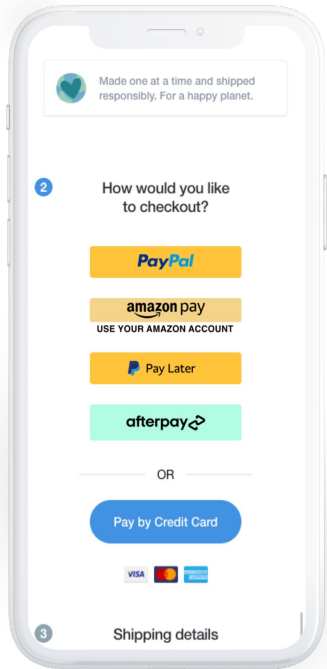 Made one at a time and shipped
responsibly. For a happy planet.
2
How would you like
to checkout?
PayPal
amazon pay
USE YOUR AMAZON ACCOUNT
Pay Later
afterpay
OR
Pay by Credit Card
VISA
3
Shipping details